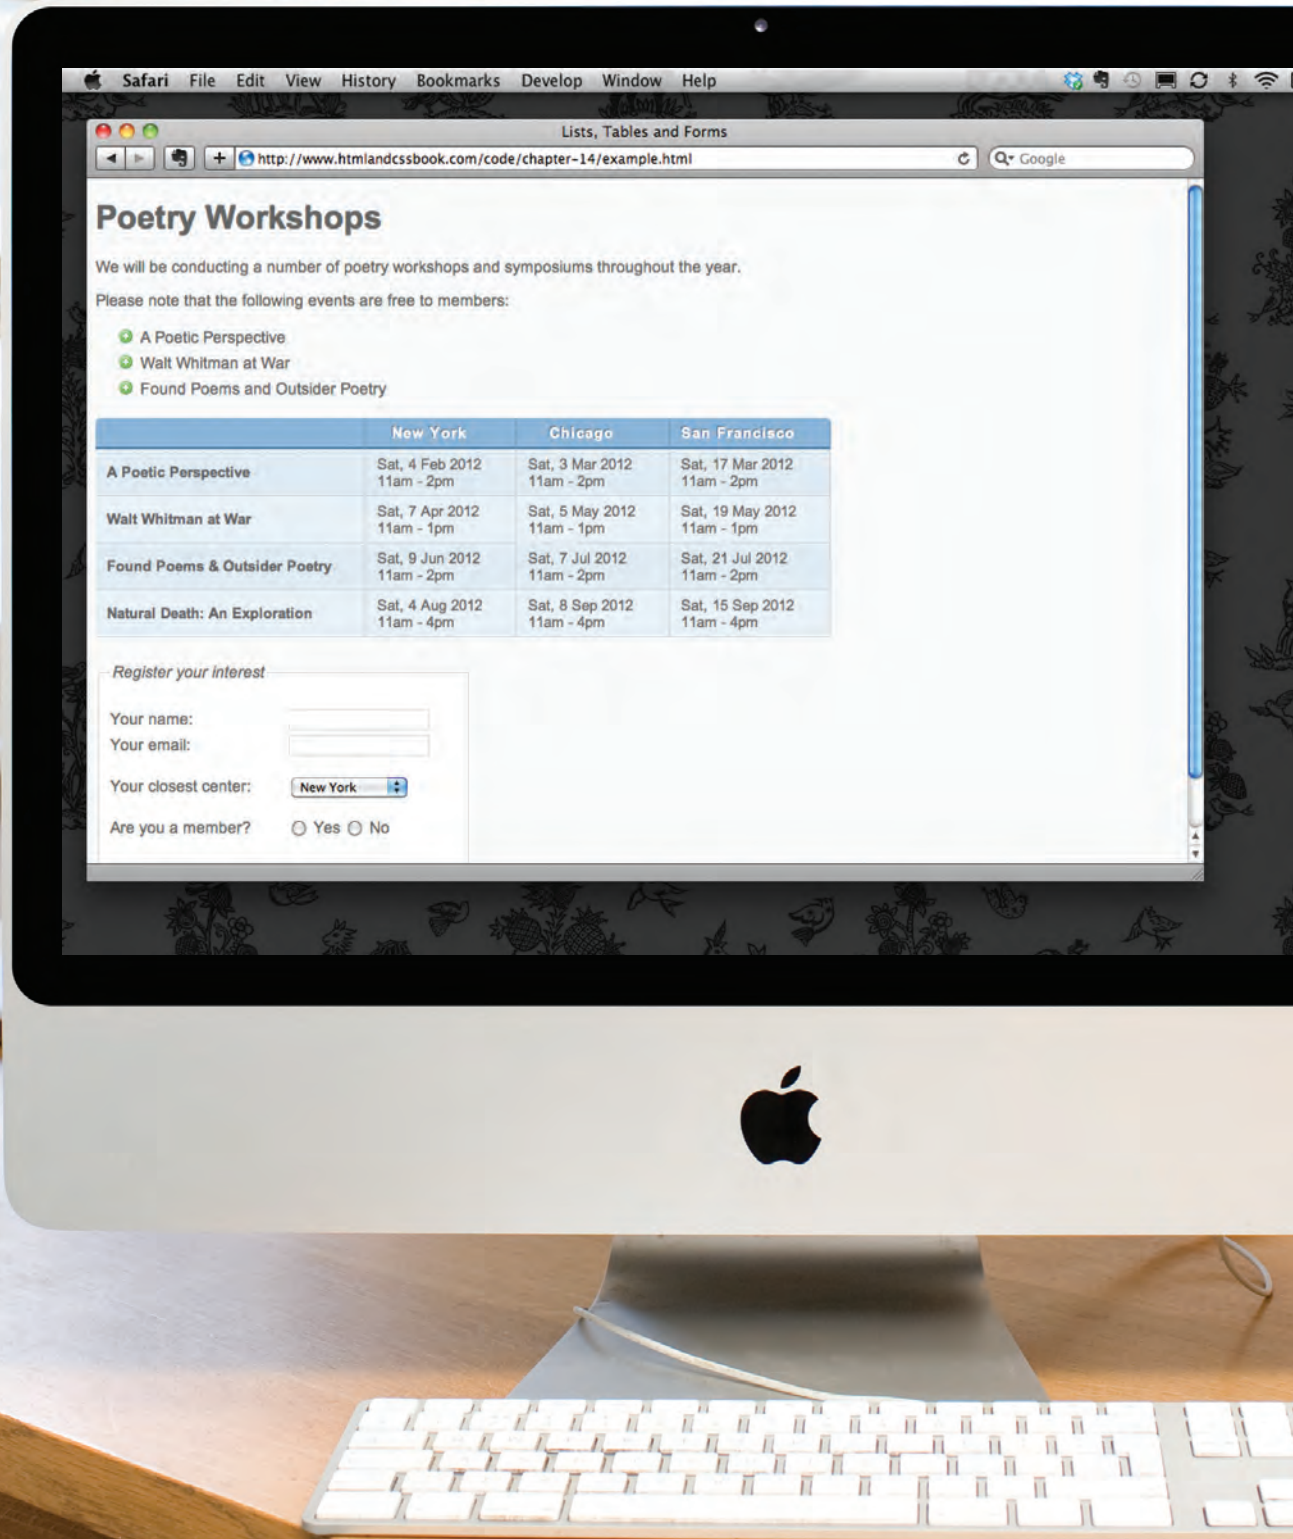 Safari File Edit View History Bookmarks Develop Window Help
Lists, Tables and Forms
http://www.htmlandcssbook.com/code/chapter-14/example.html
Google
Poetry Workshops
We will be conducting a number of poetry workshops and symposiums throughout the year.
Please note that the following events are free to members:
A Poetic Perspective
Walt Whitman at War
Found Poems and Outsider Poetry
New York Chicago San Francisco
A Poetic Perspective
Sat, 4 Feb 2012
11am - 2pm
Sat, 3 Mar 2012
11am - 2pm
Sat, 17 Mar 2012
11am - 2pm
Walt Whitman at War
Sat, 7 Apr 2012
11am - 1pm
Sat, 5 May 2012
11am - 1pm
Sat, 19 May 2012
11am - 1pm
Found Poems & Outsider Poetry
Sat, 9 Jun 2012
11am - 2pm
Sat, 7 Jul 2012
11am - 2pm
Sat, 21 Jul 2012
11am - 2pm
Natural Death: An Exploration
Sat, 4 Aug 2012
11am - 4pm
Sat, 8 Sep 2012
11am - 4pm
Sat, 15 Sep 2012
11am - 4pm
Register your interest
Your name:
Your email:
Your closest center: New York
Are you a member? Yes No